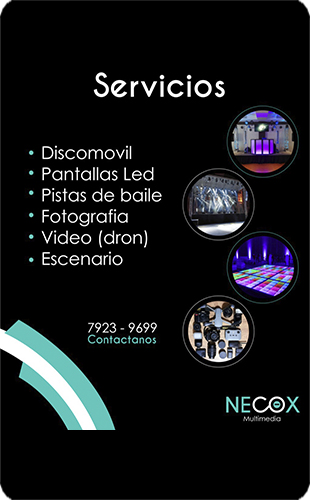 Servicios
• Discomovil
• Pantallas Led
• Pistas de baile
• Fotografia
• Video (dron)
• Escenario
7923 - 9699
Contactanos
NECOX
Multimedia